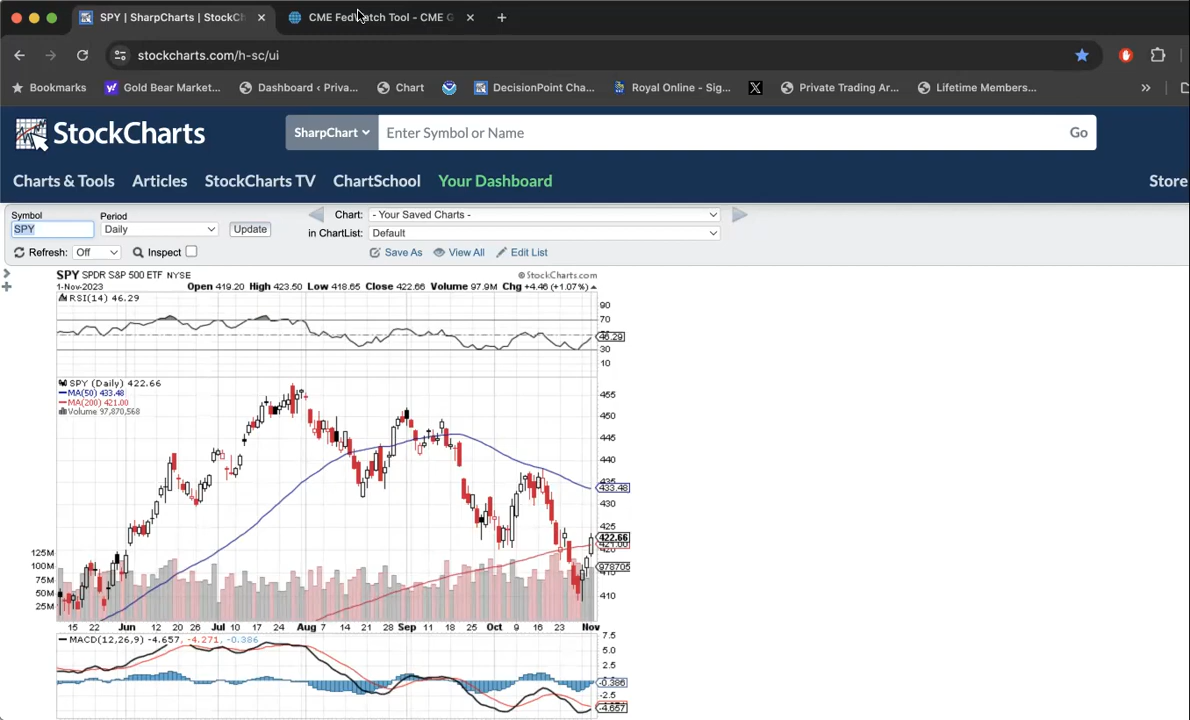 SPY | SharpCharts | StockCh
CME FedWatch Tool - CME G
stockcharts.com/h-sc/ui
Bookmarks
Gold Bear Market...
Dashboard ‹ Priva...
Chart
DecisionPoint Cha...
Royal Online - Sig...
Private Trading Ar...
Lifetime Members...
StockCharts
SharpChart
Enter Symbol or Name
Go
Charts & Tools
Articles
StockCharts TV
ChartSchool
Your Dashboard
Store
Symbol
Period
Chart:
- Your Saved Charts -
SPY
Daily
Update
in ChartList:
Default
Refresh:
Off
Inspect
Save As
View All
Edit List
SPY SPDR S&P 500 ETF NYSE
© StockCharts.com
1-Nov-2023
Open 419.20 High 423.50 Low 418.65 Close 422.66 Volume 97.9M Chg +4.46 (+1.07%)
RSI(14) 46.29
90
70
46.29
30
10
SPY (Daily) 422.66
MA(50) 433.48
MA(200) 421.00
Volume 97,870,568
455
450
445
440
435
433.48
430
425
422.66
421.00
420
978705
410
125M
100M
75M
50M
25M
15 22 Jun 12 20 26 Jul 10 17 24 Aug 7 14 21 28 Sep 11 18 25 Oct 9 16 23 Nov
MACD(12,26,9) -4.657, -4.271, -0.386
7.5
5.0
2.5
-0.386
-2.5
-4.657